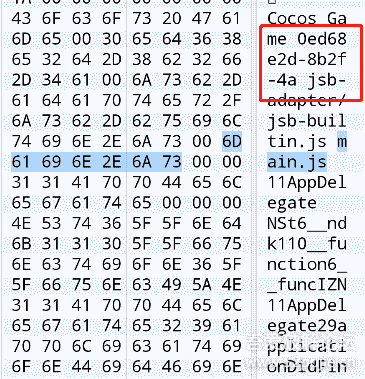 43 6F 63 6F 73 20 47 61 Cocos Ga
6D 65 00 30 65 64 36 38 me 0ed68
65 32 64 2D 38 62 32 66 e2d-8b2f
2D 34 61 00 6A 73 62 2D -4a jsb-
61 64 61 70 74 65 72 2F adapter/
6A 73 62 2D 62 75 69 6C jsb-buil
74 69 6E 2E 6A 73 00 6D tin.js m
61 69 6E 2E 6A 73 00 00 ain.js
31 31 41 70 70 44 65 6C 11AppDel
65 67 61 74 65 00 00 00 egate
4E 53 74 36 5F 5F 6E 64 NSt6__nd
6B 31 31 30 5F 5F 66 75 k110__fu
6E 63 74 69 6F 6E 36 5F nction6_
5F 66 75 6E 63 49 5A 4E _funcIZN
31 31 41 70 70 44 65 6C 11AppDel
65 67 61 74 65 32 39 61 egate29a
70 70 6C 69 63 61 74 69 pplicati
6F 6E 44 69 64 46 69 6E onDidFin